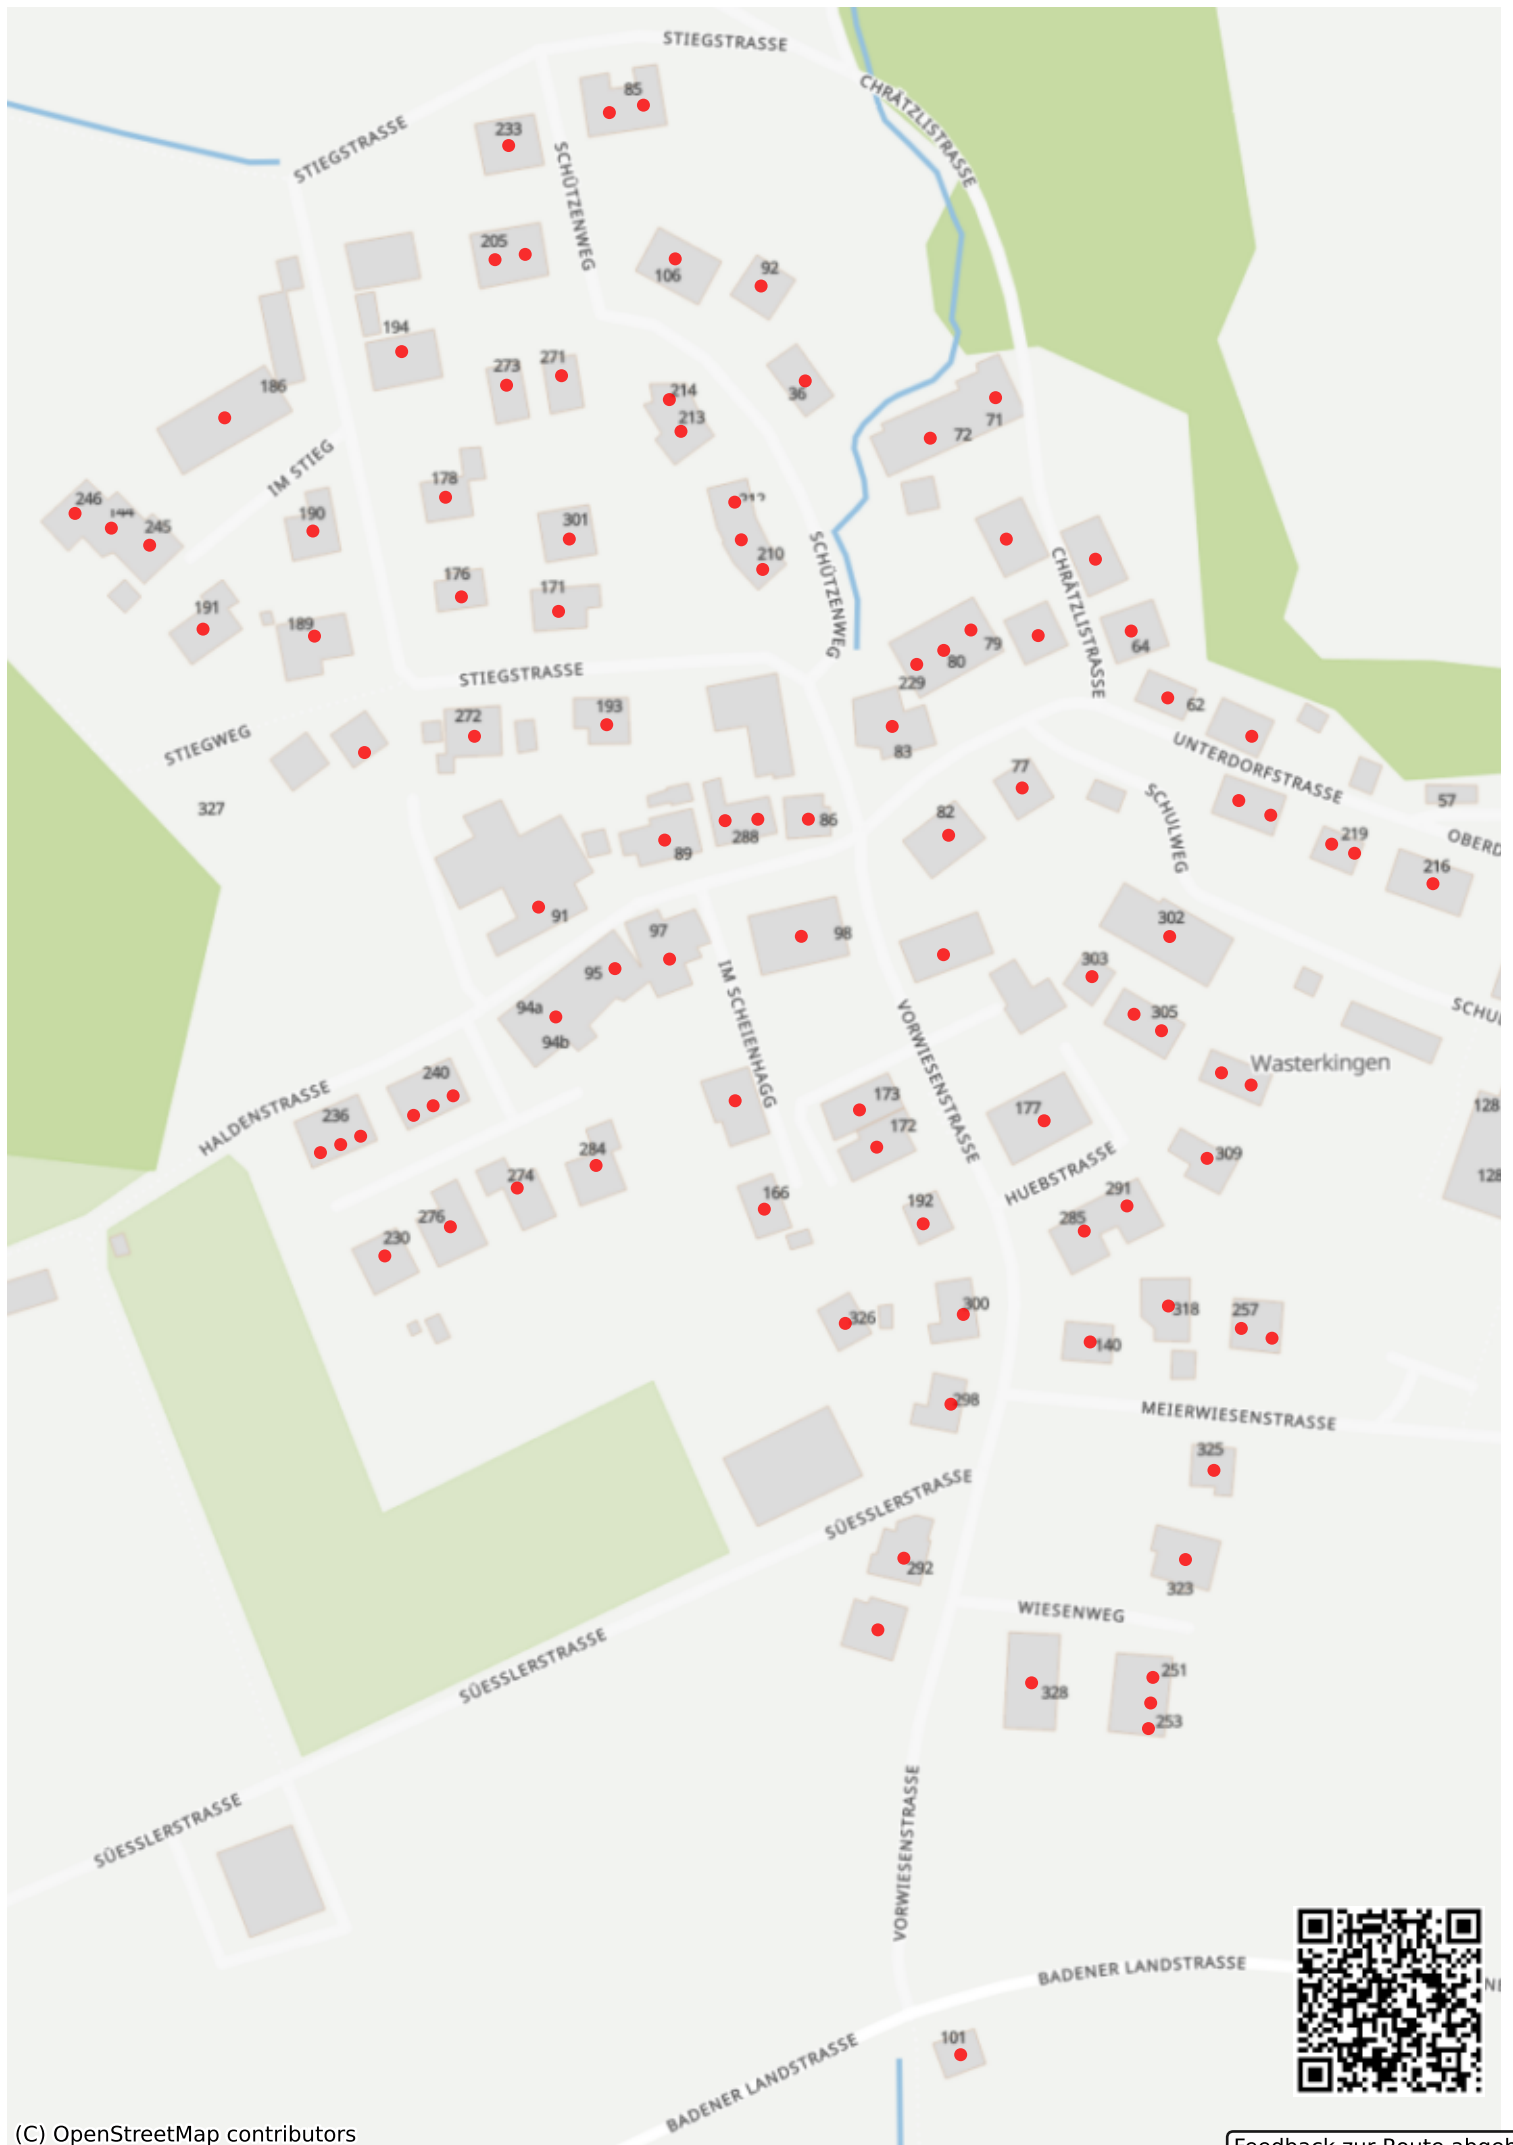 STIEGSTRASSE
CHRÄTZLISTRASSE
85
STIEGSTRASSE
233
SCHÜTZENWEG
205
106
92
194
273
271
186
36
214
213
71
72
IM STIEG
178
246
245
190
301
210
SCHÜTZENWEG
CHRÄTZLISTRASSE
176
171
191
189
79
80
64
229
STIEGSTRASSE
62
193
272
83
STIEGWEG
UNTERDORFSTRASSE
77
SCHULWEG
327
57
82
86
288
89
219
OBERD
216
91
302
97
98
303
95
IM SCHEIENHAGG
94a
94b
VORWIESENSTRASSE
305
SCHUL
Wasterkingen
240
236
HALDENSTRASSE
173
172
177
128
284
309
HUEBSTRASSE
128
274
166
291
276
192
285
230
300
326
318
257
140
298
MEIERWIESENSTRASSE
325
SÜESSLERSTRASSE
292
323
WIESENWEG
SÜESSLERSTRASSE
251
328
253
SÜESSLERSTRASSE
VORWIESENSTRASSE
BADENER LANDSTRASSE
101
BADENER LANDSTRASSE
(C) OpenStreetMap contributors